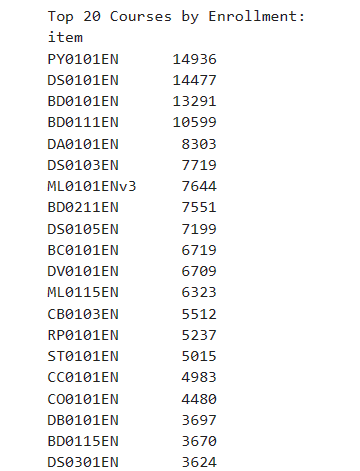 Top 20 Courses by Enrollment:
item
PY0101EN 14936
DS0101EN 14477
BD0101EN 13291
BD0111EN 10599
DA0101EN 8303
DS0103EN 7719
ML0101ENv3 7644
BD0211EN 7551
DS0105EN 7199
BC0101EN 6719
DV0101EN 6709
ML0115EN 6323
CB0103EN 5512
RP0101EN 5237
ST0101EN 5015
CC0101EN 4983
CO0101EN 4480
DB0101EN 3697
BD0115EN 3670
DS0301EN 3624